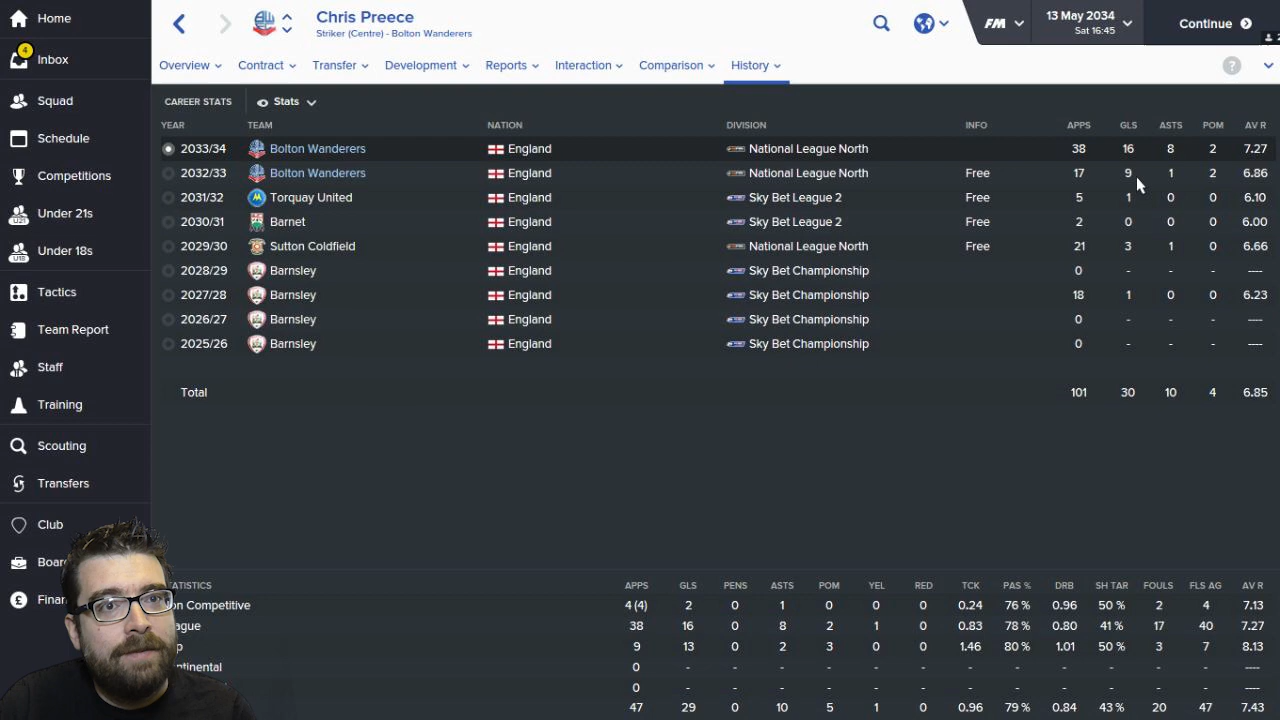 Home
4
Inbox
Squad
Schedule
Competitions
Under 21s
Under 18s
Tactics
Team Report
Staff
Training
Scouting
Transfers
Club
Chris Preece
Striker (Centre) - Bolton Wanderers
FM
13 May 2034
Sat 16:45
Continue
2
Overview Contract Transfer Development Reports Interaction Comparison History
?
CAREER STATS Stats
YEAR TEAM NATION DIVISION INFO APPS GLS ASTS POM AV R
2033/34 Bolton Wanderers England National League North 38 16 8 2 7.27
2032/33 Bolton Wanderers England National League North Free 17 9 1 2 6.86
2031/32 Torquay United England Sky Bet League 2 Free 5 1 0 0 6.10
2030/31 Barnet England Sky Bet League 2 Free 2 0 0 0 6.00
2029/30 Sutton Coldfield England National League North Free 21 3 1 0 6.66
2028/29 Barnsley England Sky Bet Championship 0 - - - ----
2027/28 Barnsley England Sky Bet Championship 18 1 0 0 6.23
2026/27 Barnsley England Sky Bet Championship 0 - - - ----
2025/26 Barnsley England Sky Bet Championship 0 - - - ----
Total 101 30 10 4 6.85
ATISTICS APPS GLS PENS ASTS POM YEL RED TCK PAS % DRB SH TAR FOULS FLS AG AV R
on Competitive 4 (4) 2 0 1 0 0 0 0.24 76 % 0.96 50 % 2 4 7.13
ague 38 16 0 8 2 1 0 0.83 78 % 0.80 41 % 17 40 7.27
p 9 13 0 2 3 0 0 1.46 80 % 1.01 50 % 3 7 8.13
ntinental 0 - - - - - - - - - - - - ----
0 - - - - - - - - - - - - ----
47 29 0 10 5 1 0 0.96 79 % 0.84 43 % 20 47 7.43